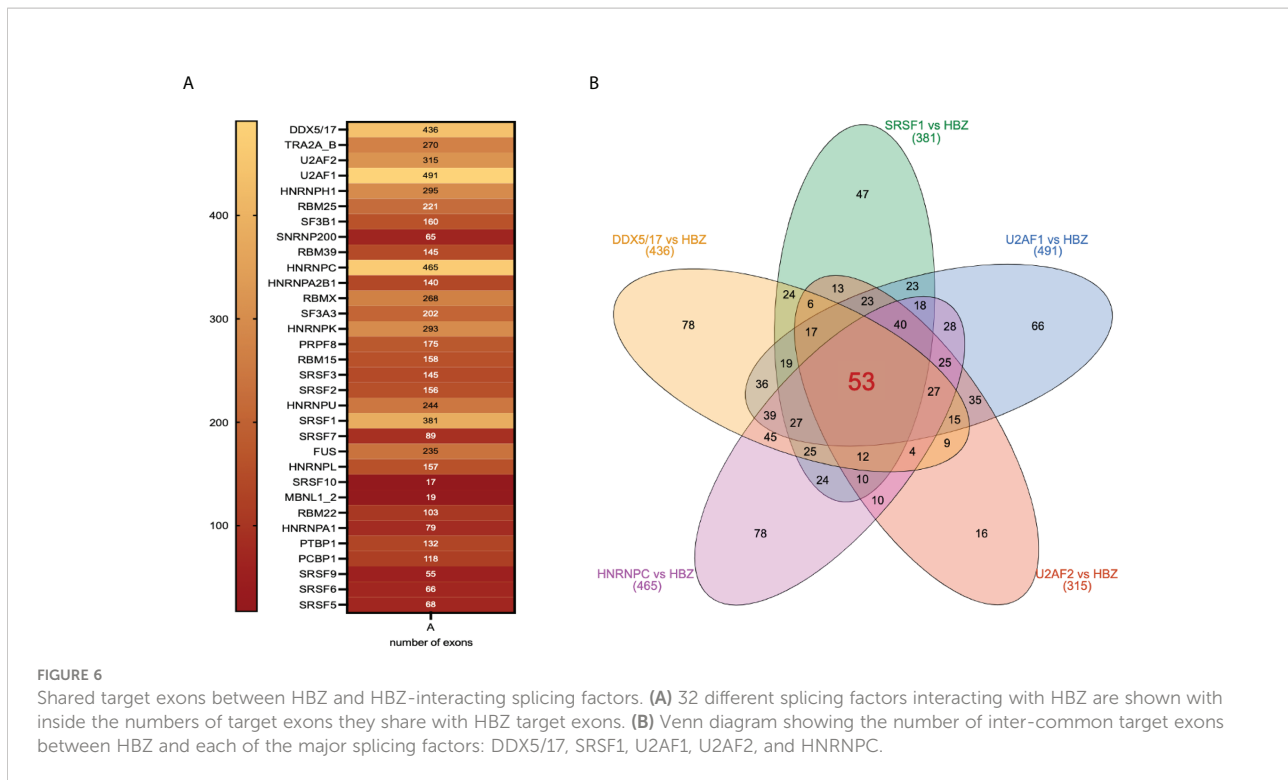 A
B
400
300
200
100
DDX5/17 436
TRA2A_B 270
U2AF2 315
U2AF1 491
HNRNPH1 295
RBM25 221
SF3B1 160
SNRNP200 65
RBM39 145
HNRNPC 465
HNRNPA2B1 140
RBMX 268
SF3A3 202
HNRNPK 293
PRPF8 175
RBM15 158
SRSF3 145
SRSF2 156
HNRNPU 244
SRSF1 381
SRSF7 89
FUS 235
HNRNPL 157
SRSF10 17
MBNL1_2 19
RBM22 103
HNRNPA1 79
PTBP1 132
PCBP1 118
SRSF9 55
SRSF6 66
SRSF5 68
A
number of exons
SRSF1 vs HBZ
(381)
47
DDX5/17 vs HBZ
(436)
U2AF1 vs HBZ
(491)
24 13 23
6 23 18
78 17 40 28 66
19 25
36 53 27 35
39 27 15
45 25 12 4 9
24 10 10
78 16
HNRNPC vs HBZ
(465)
U2AF2 vs HBZ
(315)
FIGURE 6
Shared target exons between HBZ and HBZ-interacting splicing factors. (A) 32 different splicing factors interacting with HBZ are shown with
inside the numbers of target exons they share with HBZ target exons. (B) Venn diagram showing the number of inter-common target exons
between HBZ and each of the major splicing factors: DDX5/17, SRSF1, U2AF1, U2AF2, and HNRNPC.